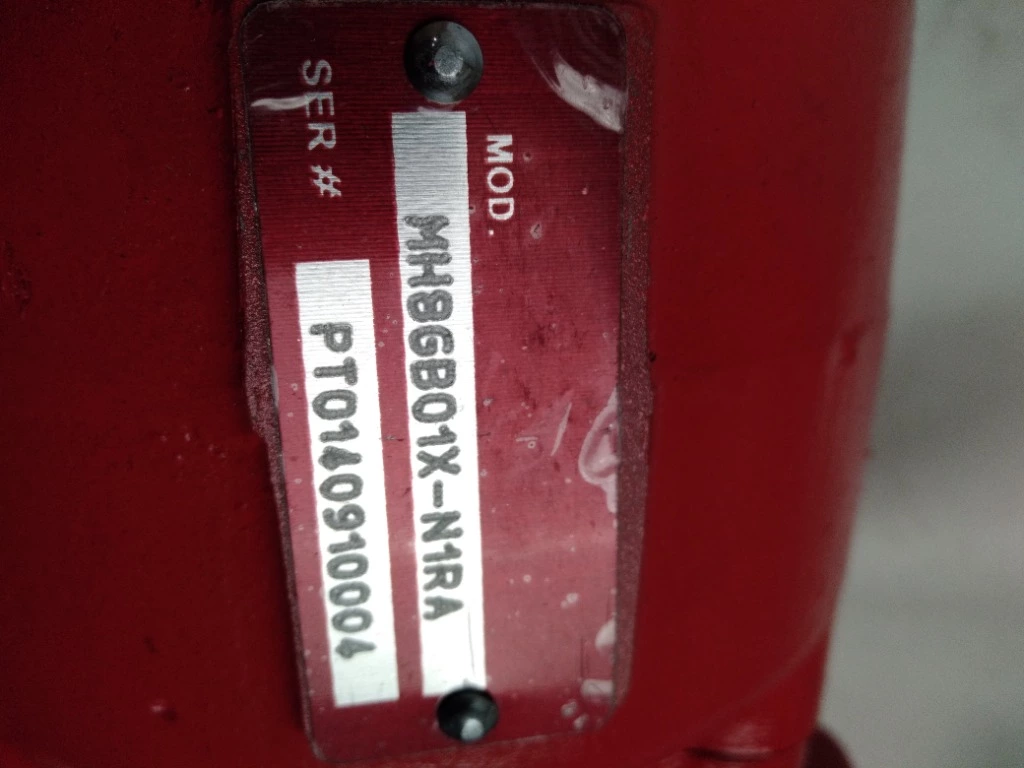 MOD. MH8GB01X-N1RA
SER # PT0140910004